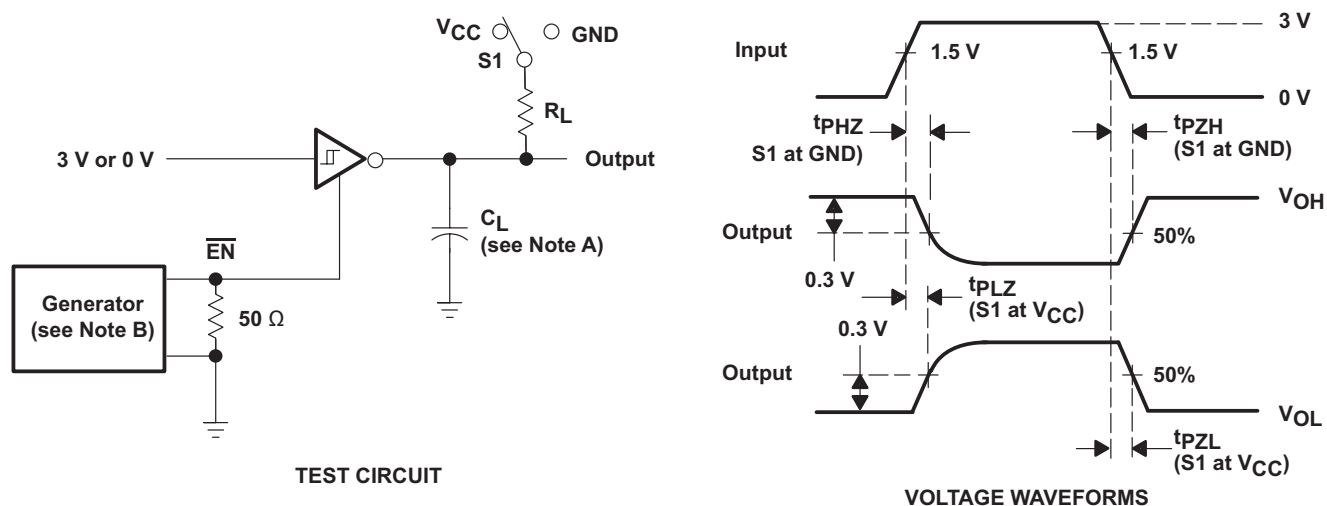 VCC
GND
S1
RL
3 V or 0 V
Output
CL
(see Note A)
EN
Generator
(see Note B)
50 Ω
TEST CIRCUIT
3 V
Input
1.5 V
1.5 V
0 V
tPHZ
S1 at GND)
tPZH
(S1 at GND)
VOH
Output
50%
0.3 V
tPLZ
(S1 at VCC)
0.3 V
Output
50%
VOL
tPZL
(S1 at VCC)
VOLTAGE WAVEFORMS